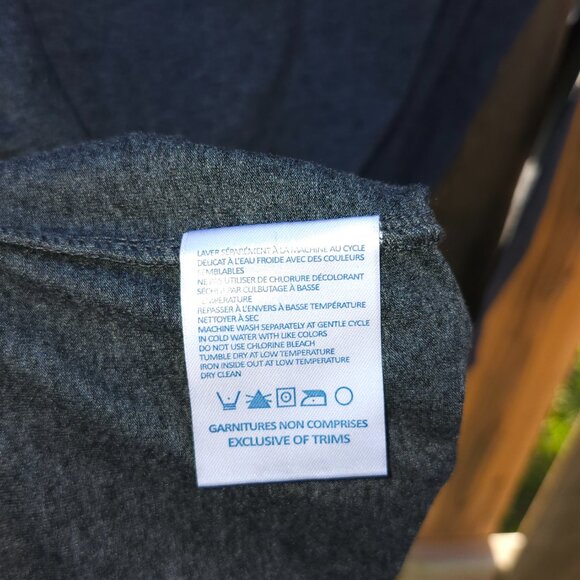 LAVER SÉPARÉMENT À LA MACHINE AU CYCLE
DÉLICAT À L'EAU FROIDE AVEC DES COULEURS
SEMBLABLES
NE PAS UTILISER DE CHLORURE DÉCOLORANT
SÉCHER PAR CULBUTAGE À BASSE
TEMPÉRATURE
REPASSER À L'ENVERS À BASSE TEMPÉRATURE
NETTOYER À SEC
MACHINE WASH SEPARATELY AT GENTLE CYCLE
IN COLD WATER WITH LIKE COLORS
DO NOT USE CHLORINE BLEACH
TUMBLE DRY AT LOW TEMPERATURE
IRON INSIDE OUT AT LOW TEMPERATURE
DRY CLEAN
GARNITURES NON COMPRISES
EXCLUSIVE OF TRIMS